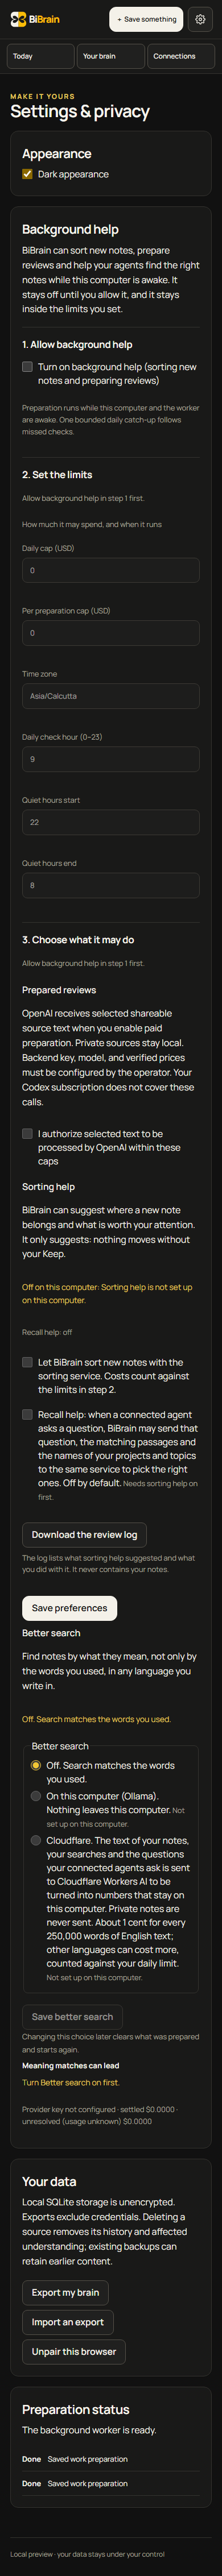 BiBrain
+ Save something
Today
Your brain
Connections
MAKE IT YOURS
Settings & privacy
Appearance
Dark appearance
Background help
BiBrain can sort new notes, prepare
reviews and help your agents find the right
notes while this computer is awake. It
stays off until you allow it, and it stays
inside the limits you set.
1. Allow background help
Turn on background help (sorting new
notes and preparing reviews)
Preparation runs while this computer and the worker
are awake. One bounded daily catch-up follows
missed checks.
2. Set the limits
Allow background help in step 1 first.
How much it may spend, and when it runs
Daily cap (USD)
0
Per preparation cap (USD)
0
Time zone
Asia/Calcutta
Daily check hour (0–23)
9
Quiet hours start
22
Quiet hours end
8
3. Choose what it may do
Allow background help in step 1 first.
Prepared reviews
OpenAI receives selected shareable
source text when you enable paid
preparation. Private sources stay local.
Backend key, model, and verified prices
must be configured by the operator. Your
Codex subscription does not cover these
calls.
I authorize selected text to be
processed by OpenAI within these
caps
Sorting help
BiBrain can suggest where a new note
belongs and what is worth your attention.
It only suggests: nothing moves without
your Keep.
Off on this computer: Sorting help is not set up
on this computer.
Recall help: off
Let BiBrain sort new notes with the
sorting service. Costs count against
the limits in step 2.
Recall help: when a connected agent
asks a question, BiBrain may send that
question, the matching passages and
the names of your projects and topics
to the same service to pick the right
ones. Off by default. Needs sorting help on
first.
Download the review log
The log lists what sorting help suggested and what
you did with it. It never contains your notes.
Save preferences
Better search
Find notes by what they mean, not only by
the words you used, in any language you
write in.
Off. Search matches the words you used.
Better search
Off. Search matches the words
you used.
On this computer (Ollama).
Nothing leaves this computer. Not
set up on this computer.
Cloudflare. The text of your notes,
your searches and the questions
your connected agents ask is sent
to Cloudflare Workers AI to be
turned into numbers that stay on
this computer. Private notes are
never sent. About 1 cent for every
250,000 words of English text;
other languages can cost more,
counted against your daily limit.
Not set up on this computer.
Save better search
Changing this choice later clears what was prepared
and starts again.
Meaning matches can lead
Turn Better search on first.
Provider key not configured · settled $0.0000 ·
unresolved (usage unknown) $0.0000
Your data
Local SQLite storage is unencrypted.
Exports exclude credentials. Deleting a
source removes its history and affected
understanding; existing backups can
retain earlier content.
Export my brain
Import an export
Unpair this browser
Preparation status
The background worker is ready.
Done Saved work preparation
Done Saved work preparation
Local preview · your data stays under your control